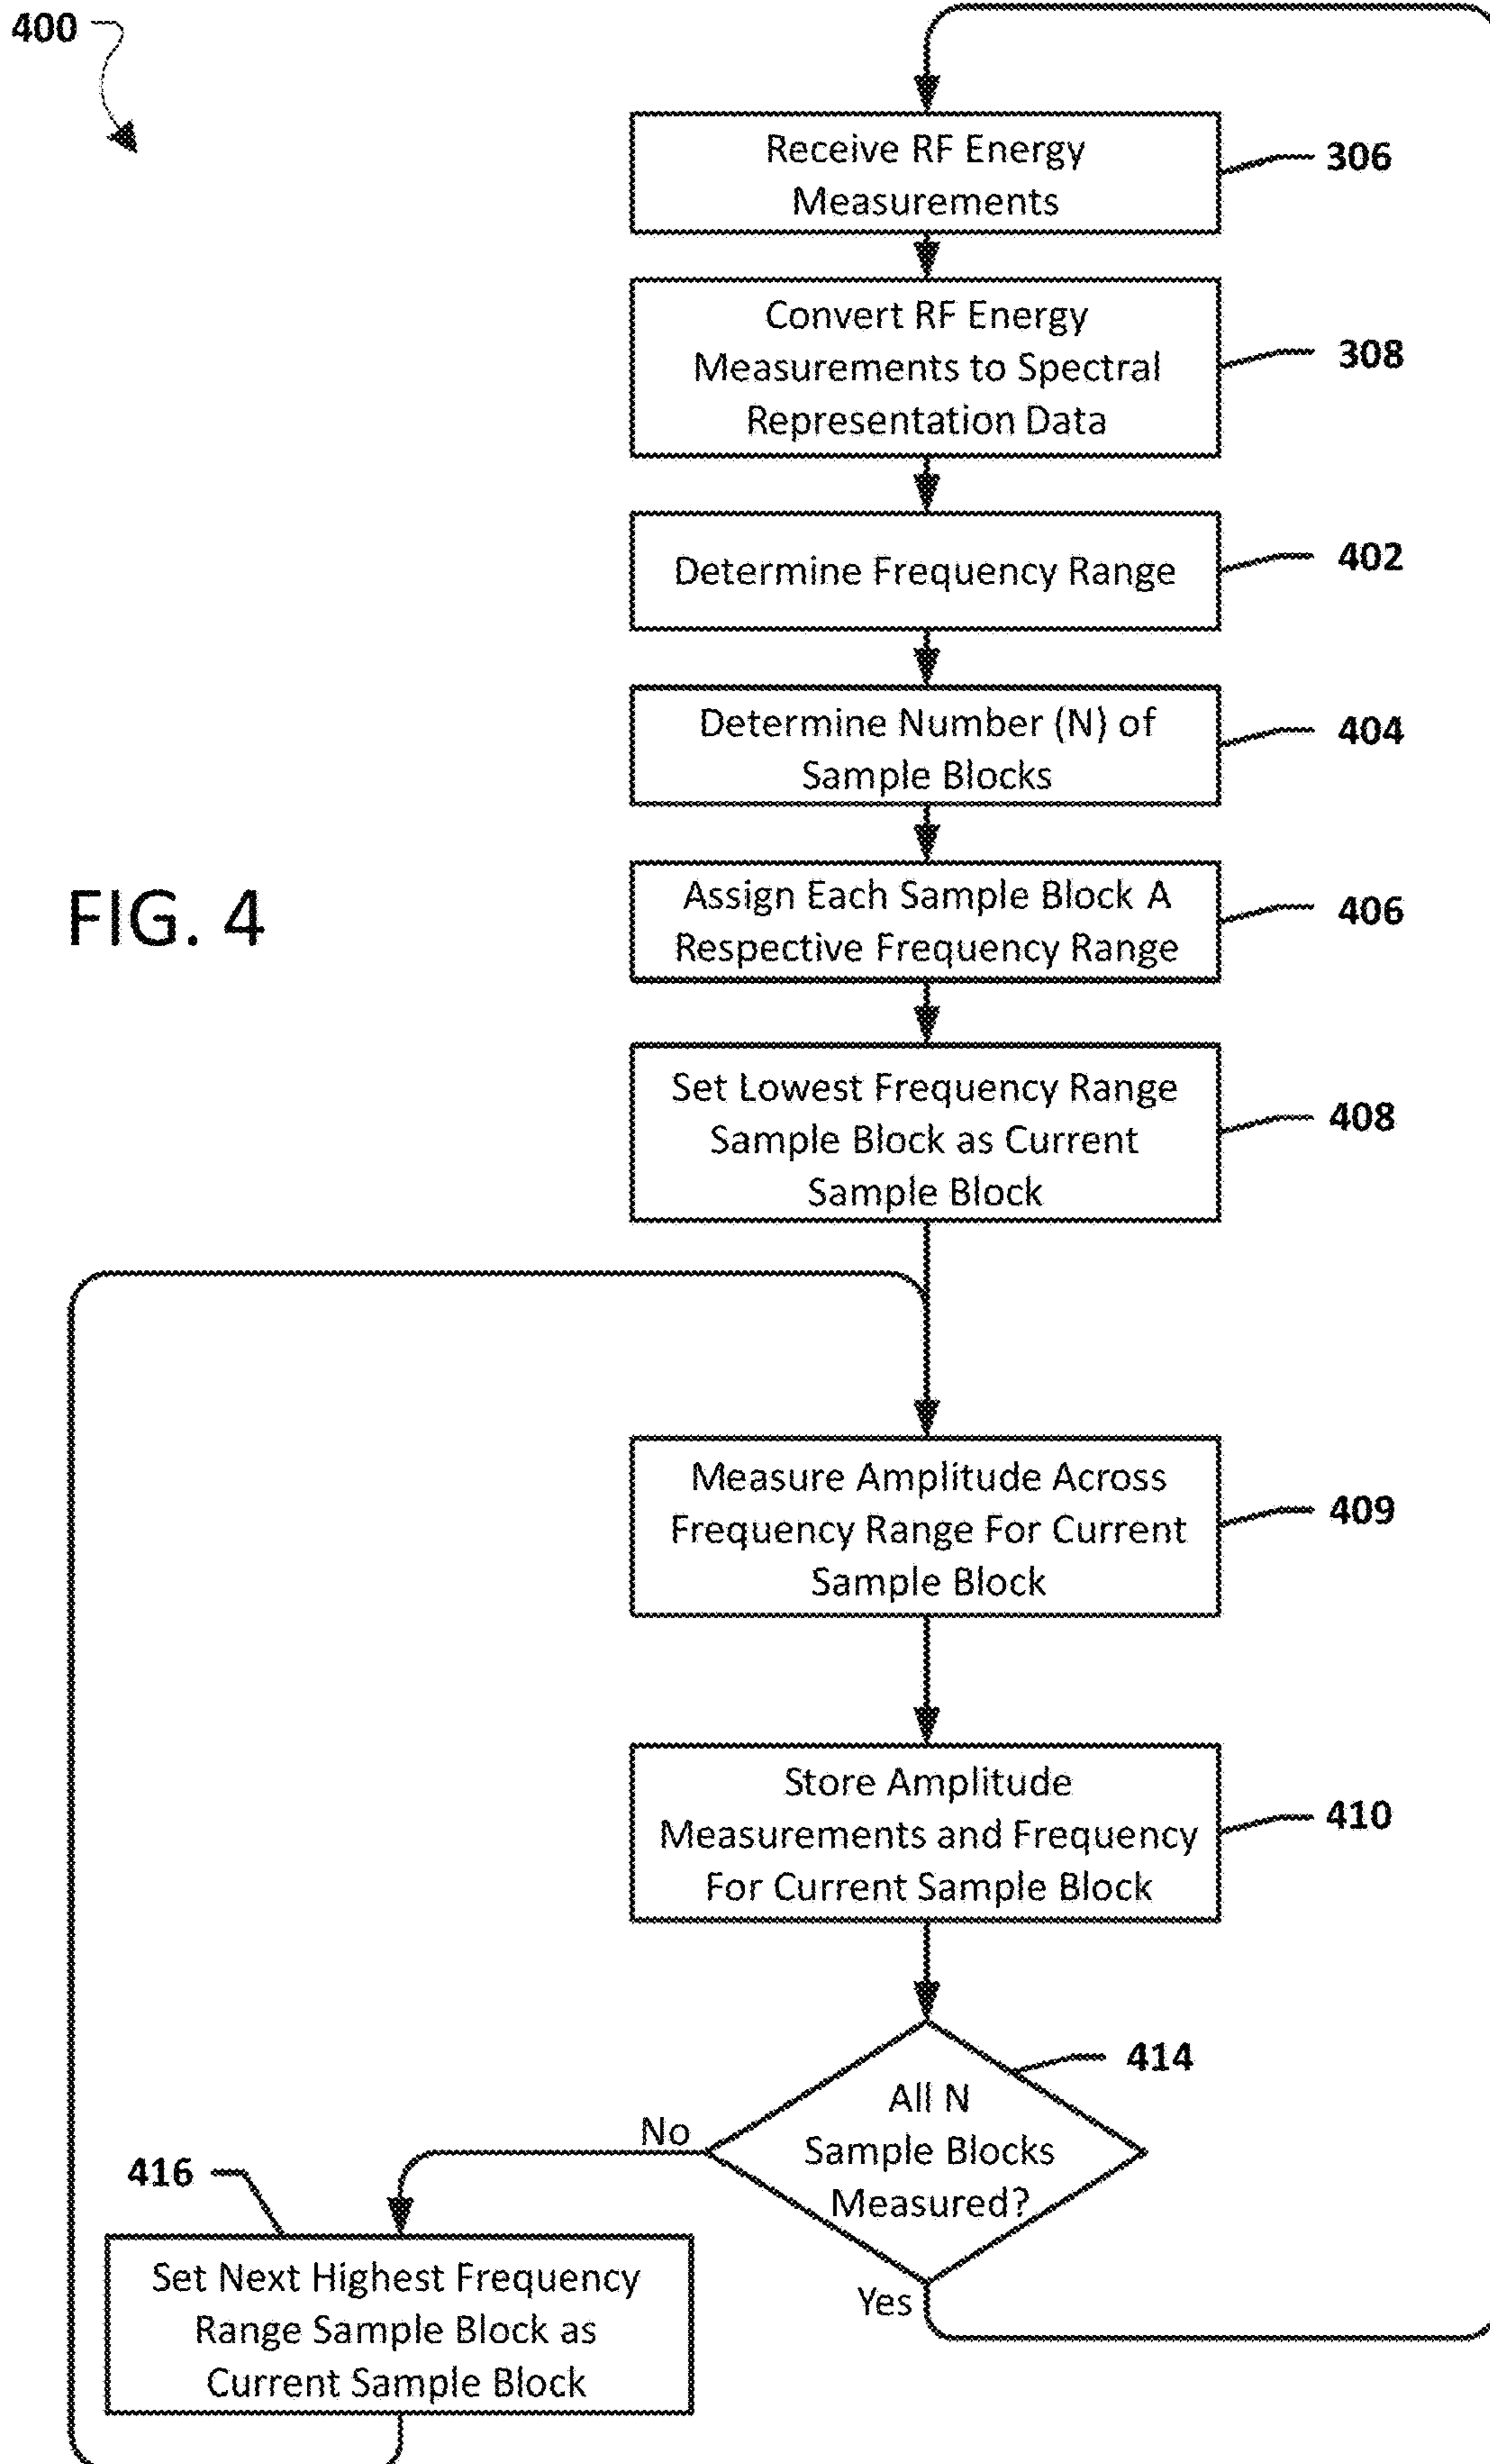 400
Receive RF Energy
Measurements
306
Convert RF Energy
Measurements to Spectral
Representation Data
308
Determine Frequency Range
402
Determine Number (N) of
Sample Blocks
404
FIG. 4
Assign Each Sample Block A
Respective Frequency Range
406
Set Lowest Frequency Range
Sample Block as Current
Sample Block
408
Measure Amplitude Across
Frequency Range For Current
Sample Block
409
Store Amplitude
Measurements and Frequency
For Current Sample Block
410
414
All N
Sample Blocks
Measured?
No
Yes
416
Set Next Highest Frequency
Range Sample Block as
Current Sample Block